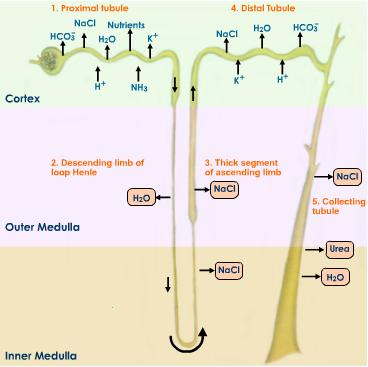 1. Proximal tubule
4. Distal Tubule
HCO3⁻
NaCl
H2O
Nutrients
K⁺
H⁺
NH3
NaCl
H2O
HCO3⁻
K⁺
H⁺
Cortex
2. Descending limb of
loop Henle
3. Thick segment
of ascending limb
H2O
NaCl
NaCl
5. Collecting
tubule
Outer Medulla
Urea
NaCl
H2O
Inner Medulla